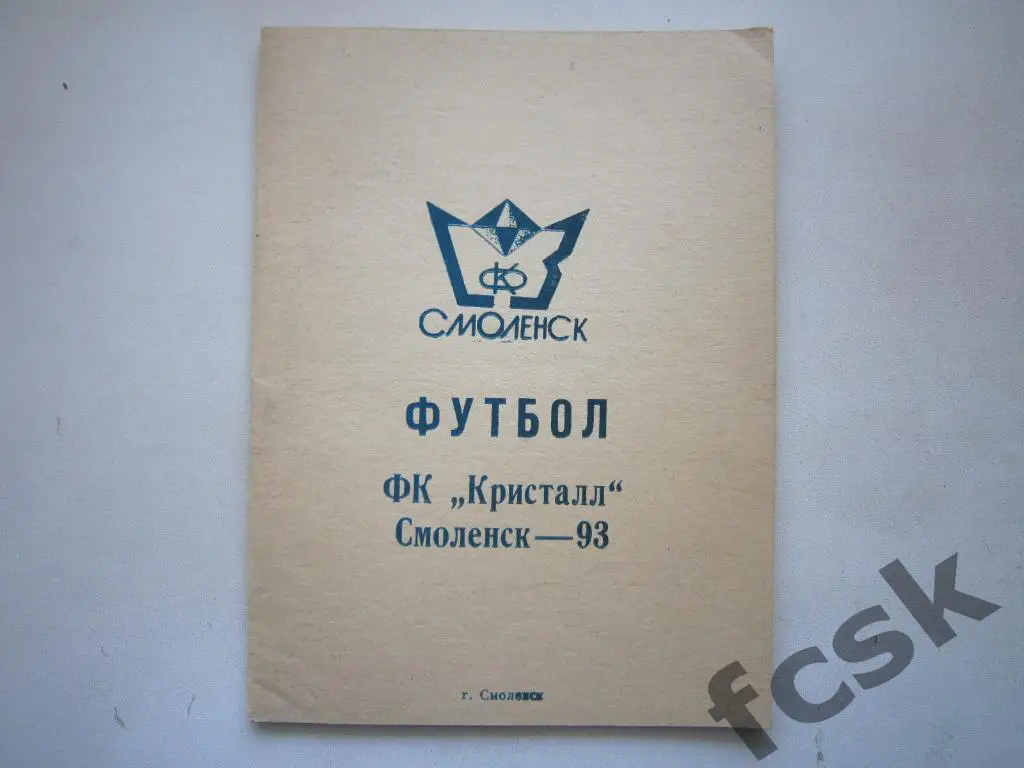 ФК
СМОЛЕНСК
ФУТБОЛ
ФК „Кристалл“
Смоленск—93
г. Смоленск
fcsk